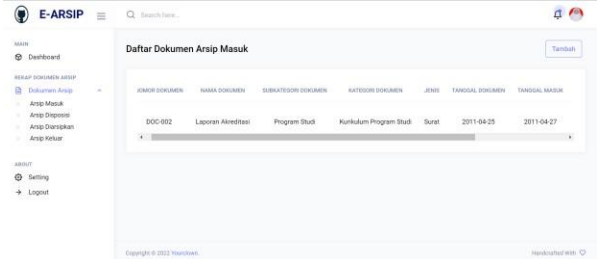 E-ARSIP
Search here...
MAIN
Dashboard
REKAP DOKUMEN ARSIP
Dokumen Arsip
Arsip Masuk
Arsip Disposisi
Arsip Diarsipkan
Arsip Keluar
ABOUT
Setting
Logout
Daftar Dokumen Arsip Masuk
Tambah
NOMOR DOKUMEN NAMA DOKUMEN SUBKATEGORI DOKUMEN KATEGORI DOKUMEN JENIS TANGGAL DOKUMEN TANGGAL MASUK
DOC-002 Laporan Akreditasi Program Studi Kurikulum Program Studi Surat 2011-04-25 2011-04-27
Copyright © 2022 Yourclown.
Handcrafted With